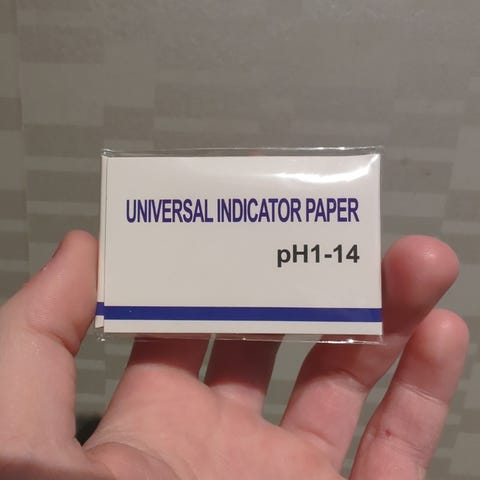 UNIVERSAL INDICATOR PAPER
pH1-14